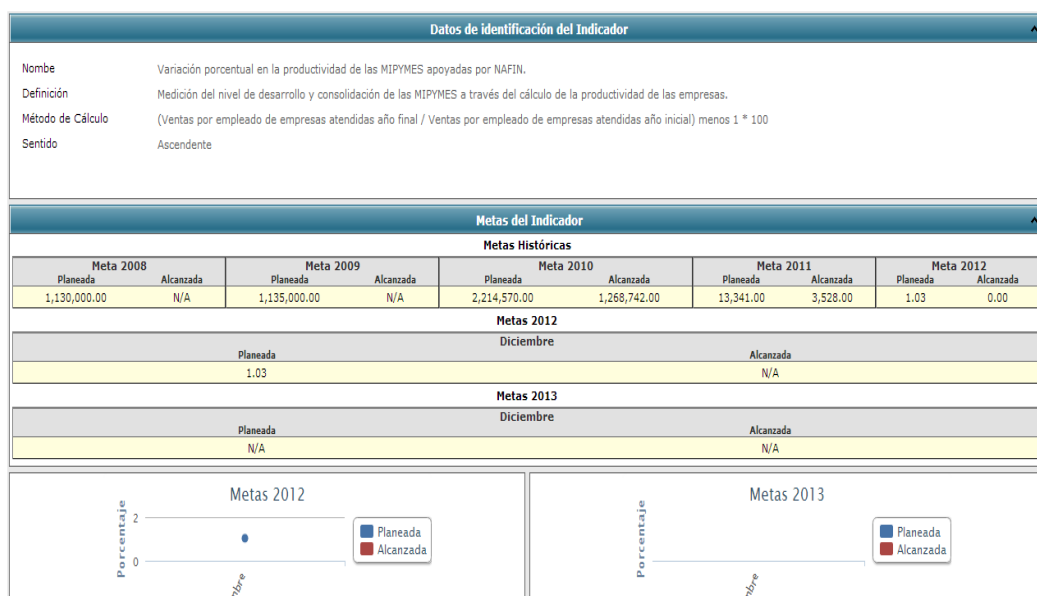 Datos de identificación del Indicador
Nombe Variación porcentual en la productividad de las MIPYMES apoyadas por NAFIN.
Definición Medición del nivel de desarrollo y consolidación de las MIPYMES a través del cálculo de la productividad de las empresas.
Método de Cálculo (Ventas por empleado de empresas atendidas año final / Ventas por empleado de empresas atendidas año inicial) menos 1 * 100
Sentido Ascendente
Metas del Indicador
Metas Históricas
Meta 2008 Meta 2009 Meta 2010 Meta 2011 Meta 2012
Planeada Alcanzada Planeada Alcanzada Planeada Alcanzada Planeada Alcanzada Planeada Alcanzada
1,130,000.00 N/A 1,135,000.00 N/A 2,214,570.00 1,268,742.00 13,341.00 3,528.00 1.03 0.00
Metas 2012
Diciembre
Planeada Alcanzada
1.03 N/A
Metas 2013
Diciembre
Planeada Alcanzada
N/A N/A
Metas 2012
Porcentaje
2
0
mbre
Planeada
Alcanzada
Metas 2013
Porcentaje
mbre
Planeada
Alcanzada